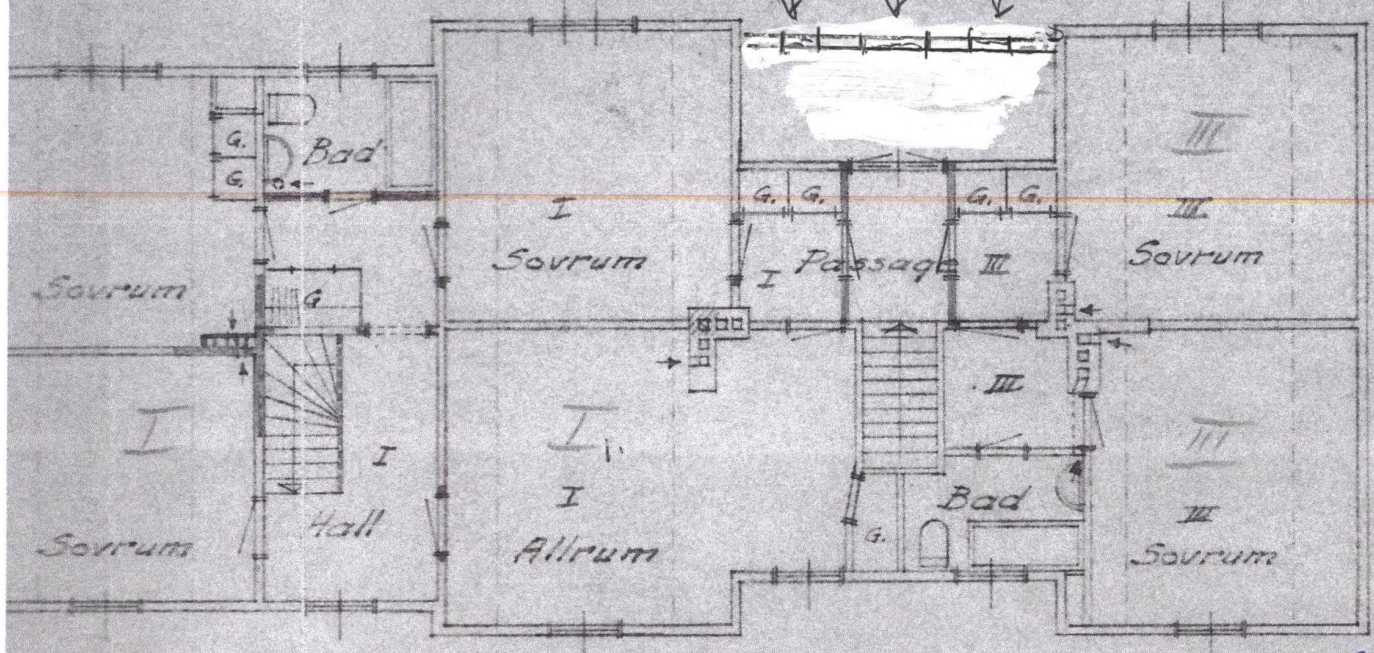 G.
G.
Bad
Sovrum
G
Sovrum
I
I
Hall
I
Sovrum
I
I
Allrum
G.
G.
I
Passage
G.
G.
III
III
III
Sovrum
III
G.
Bad
III
III
Sovrum